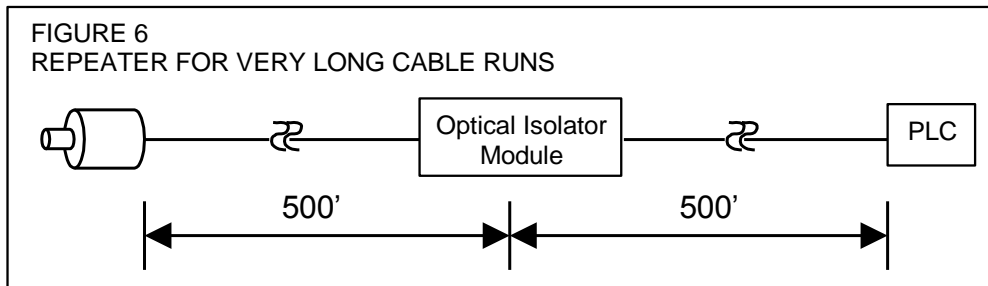 FIGURE 6
REPEATER FOR VERY LONG CABLE RUNS
Optical Isolator
Module
PLC
500’
500’